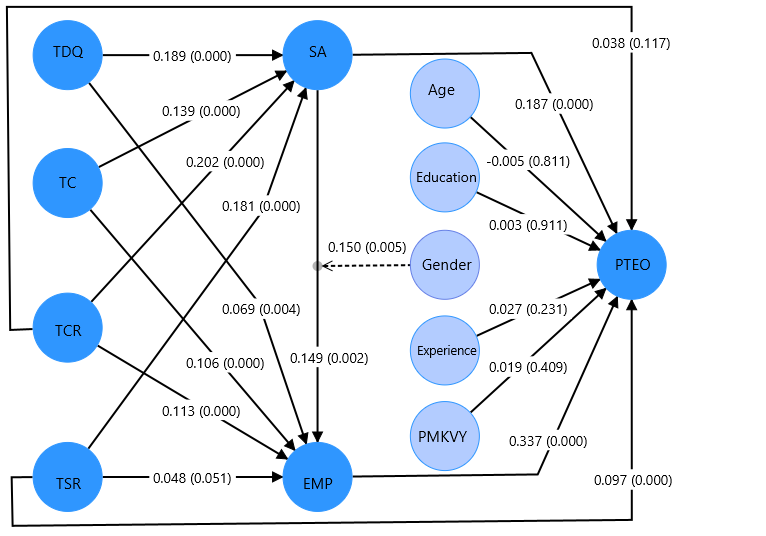 TDQ
0.189 (0.000)
SA
0.038 (0.117)
Age
0.187 (0.000)
0.139 (0.000)
0.202 (0.000)
-0.005 (0.811)
TC
Education
0.181 (0.000)
0.003 (0.911)
0.150 (0.005)
Gender
PTEO
0.069 (0.004)
0.027 (0.231)
TCR
Experience
0.149 (0.002)
0.106 (0.000)
0.019 (0.409)
0.113 (0.000)
PMKVY
0.337 (0.000)
TSR
0.048 (0.051)
EMP
0.097 (0.000)